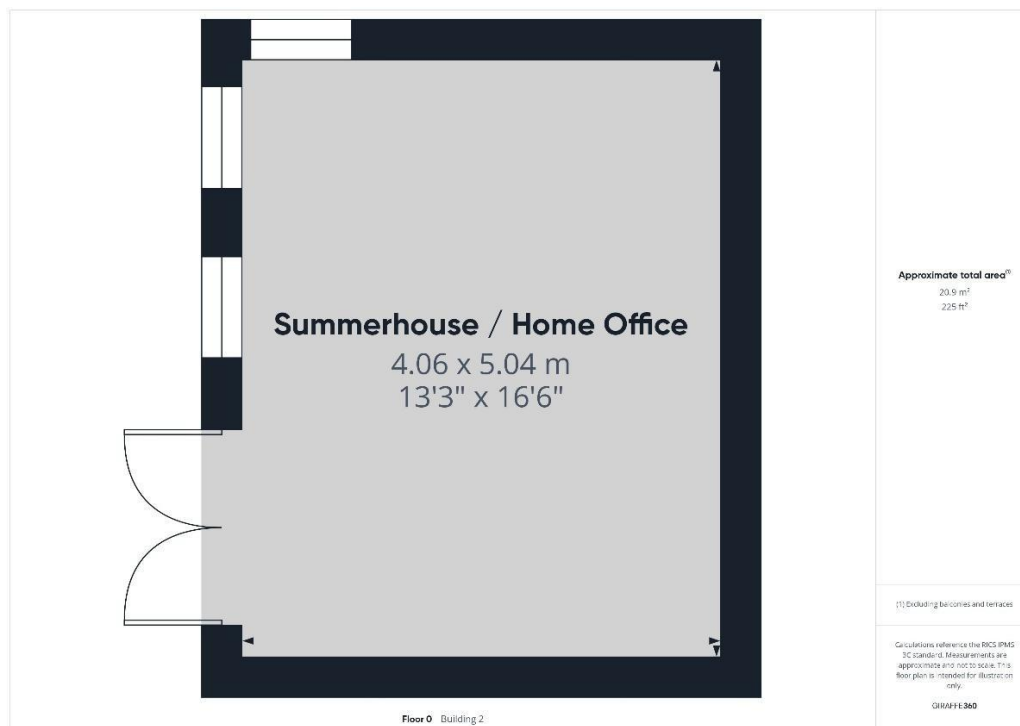 Summerhouse / Home Office
4.06 x 5.04 m
13'3" x 16'6"
Floor 0 Building 2
Approximate total area(1)
20.9 m²
225 ft²
(1) Excluding balconies and terraces
Calculations reference the RICS IPMS
3C standard. Measurements are
approximate and not to scale. This
floor plan is intended for illustration
only.
GIRAFFE360